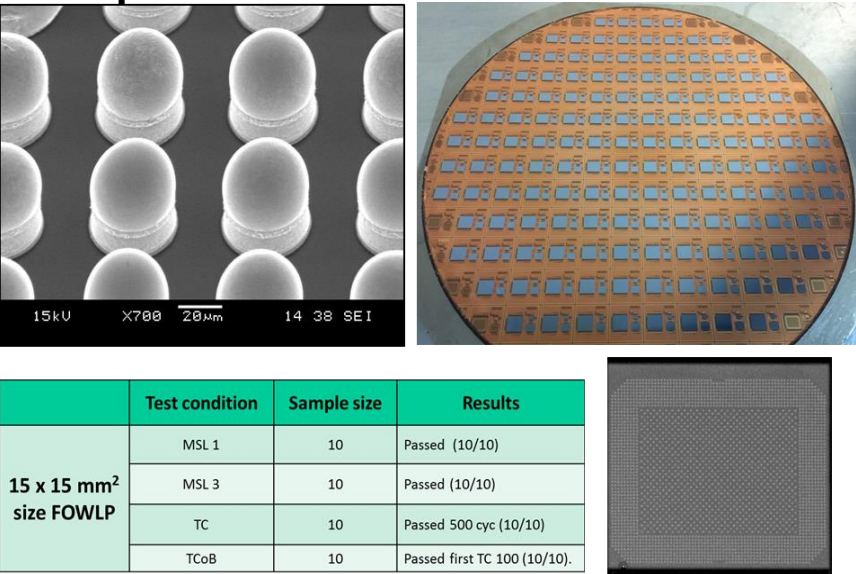 15kU X700 20µm 14 38 SEI
Test condition Sample size Results
15 x 15 mm² size FOWLP
MSL 1 10 Passed (10/10)
MSL 3 10 Passed (10/10)
TC 10 Passed 500 cyc (10/10)
TCoB 10 Passed first TC 100 (10/10).